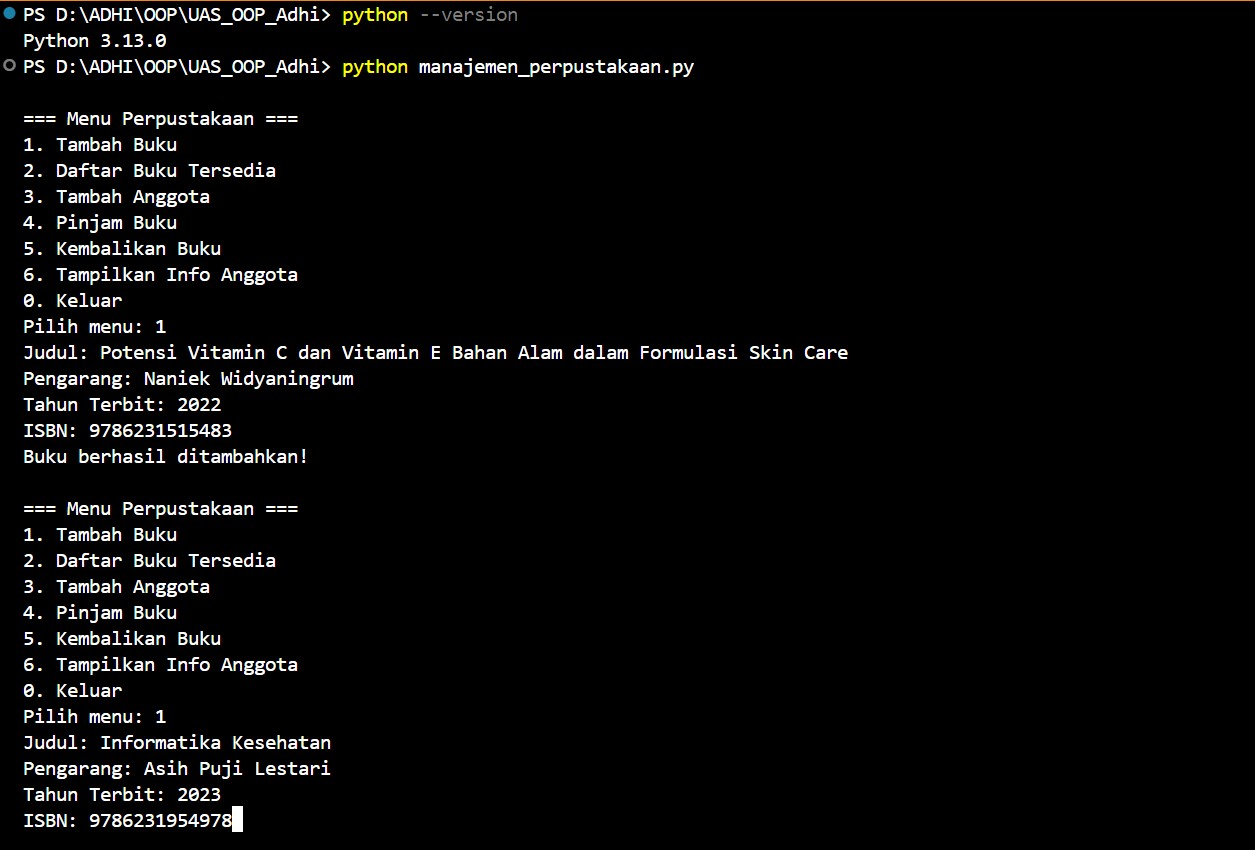 PS D:\ADHI\OOP\UAS_OOP_Adhi> python --version
Python 3.13.0
PS D:\ADHI\OOP\UAS_OOP_Adhi> python manajemen_perpustakaan.py
=== Menu Perpustakaan ===
1. Tambah Buku
2. Daftar Buku Tersedia
3. Tambah Anggota
4. Pinjam Buku
5. Kembalikan Buku
6. Tampilkan Info Anggota
0. Keluar
Pilih menu: 1
Judul: Potensi Vitamin C dan Vitamin E Bahan Alam dalam Formulasi Skin Care
Pengarang: Naniek Widyaningrum
Tahun Terbit: 2022
ISBN: 9786231515483
Buku berhasil ditambahkan!
=== Menu Perpustakaan ===
1. Tambah Buku
2. Daftar Buku Tersedia
3. Tambah Anggota
4. Pinjam Buku
5. Kembalikan Buku
6. Tampilkan Info Anggota
0. Keluar
Pilih menu: 1
Judul: Informatika Kesehatan
Pengarang: Asih Puji Lestari
Tahun Terbit: 2023
ISBN: 9786231954978